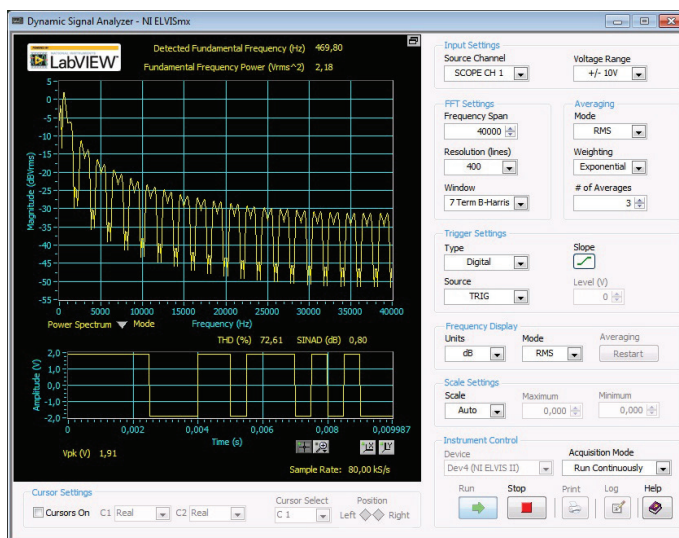 Dynamic Signal Analyzer - NI ELVISmx
LabVIEW
Detected Fundamental Frequency (Hz) 469,80
Fundamental Frequency Power (Vrms^2) 2,18
Magnitude (dBVrms)
5
0
-5
-10
-15
-20
-25
-30
-35
-40
-45
-50
-55
0 5000 10000 15000 20000 25000 30000 35000 40000
Power Spectrum Mode Frequency (Hz)
THD (%) 72,61 SINAD (dB) 0,80
Amplitude (V)
2,0
1,0
0,0
-1,0
-2,0
0 0,002 0,004 0,006 0,008 0,009987
Time (s)
Vpk (V) 1,91
Sample Rate: 80,00 kS/s
Cursor Settings
Cursors On C1 Real C2 Real
Cursor Select
C 1
Position
Left Right
Input Settings
Source Channel Voltage Range
SCOPE CH 1 +/- 10V
FFT Settings
Frequency Span
40000
Resolution (lines)
400
Window
7 Term B-Harris
Averaging
Mode
RMS
Weighting
Exponential
# of Averages
3
Trigger Settings
Type Slope
Digital
Source Level (V)
TRIG 0
Frequency Display
Units Mode Averaging
dB RMS Restart
Scale Settings
Scale Maximum Minimum
Auto 0,000 0,000
Instrument Control
Device Acquisition Mode
Dev4 (NI ELVIS II) Run Continuously
Run Stop Print Log Help